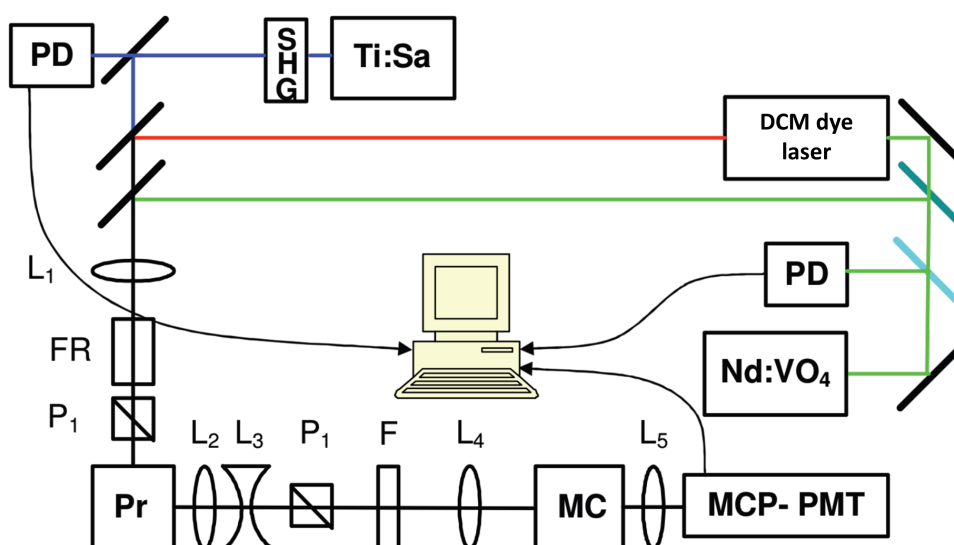 PD
SHG
Ti:Sa
DCM dye
laser
L₁
PD
FR
Nd:VO₄
P₁
L₂
L₃
P₁
F
L₄
L₅
Pr
MC
MCP- PMT